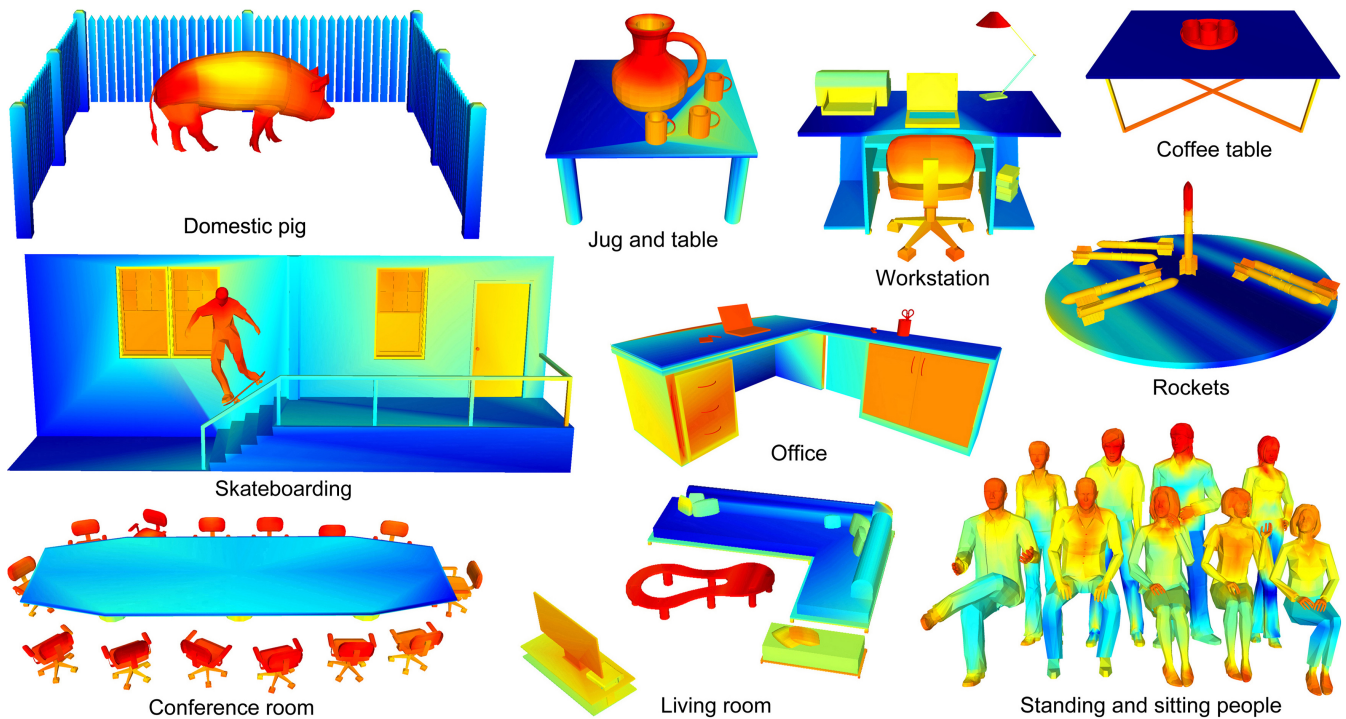 Domestic pig
Jug and table
Workstation
Coffee table
Skateboarding
Office
Rockets
Conference room
Living room
Standing and sitting people